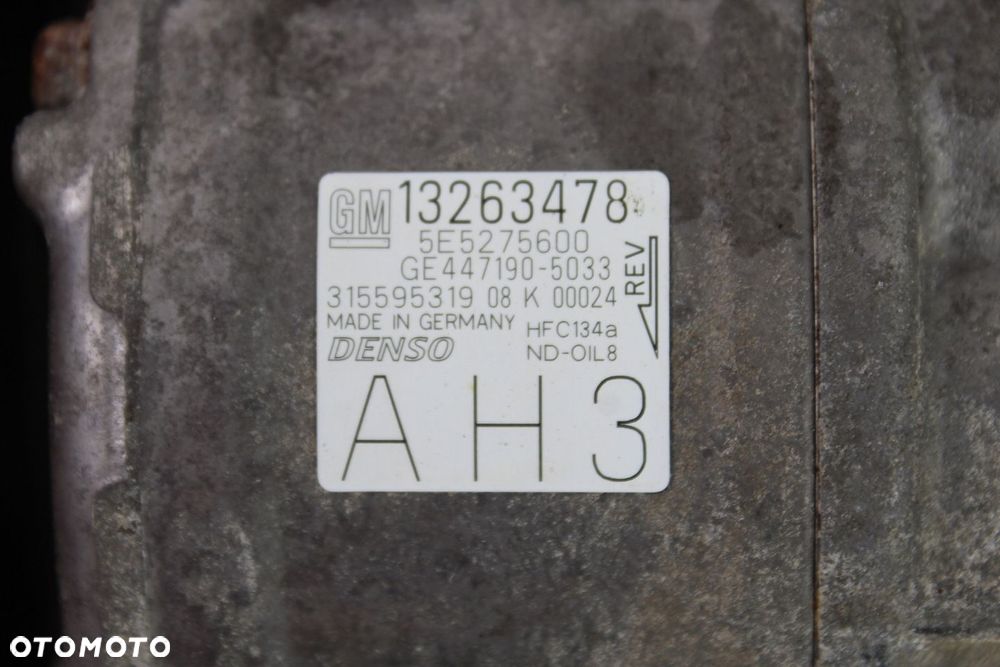 GM 13263478
5E5275600
GE447190-5033
315595319 08 K 00024
REV
MADE IN GERMANY HFC134a
DENSO ND-OIL8
AH3
OTOMOTO